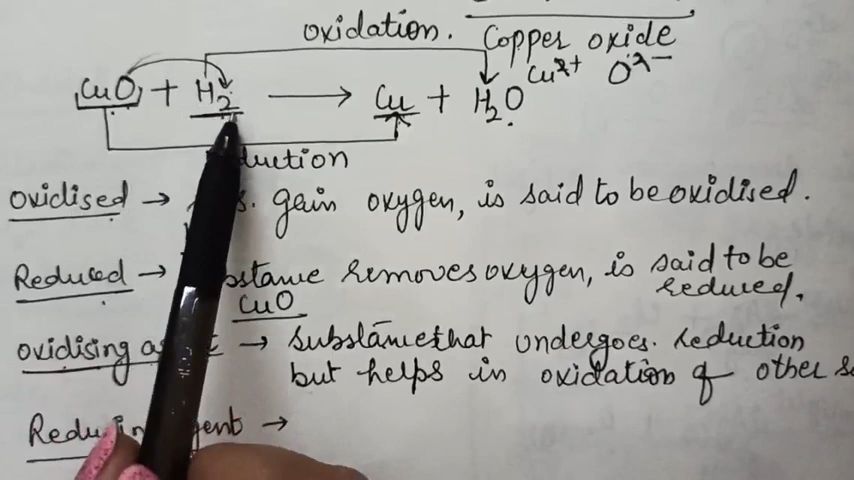 oxidation. Copper oxide
Cu²⁺ O²⁻
CuO + H₂ → Cu + H₂O
duction
Oxidised → s. gain oxygen, is said to be oxidised.
Reduced → bstance removes oxygen, is said to be
reduced.
CuO
oxidising a t → substance that undergoes. reduction
but helps in oxidation of other s
Redu in gent →